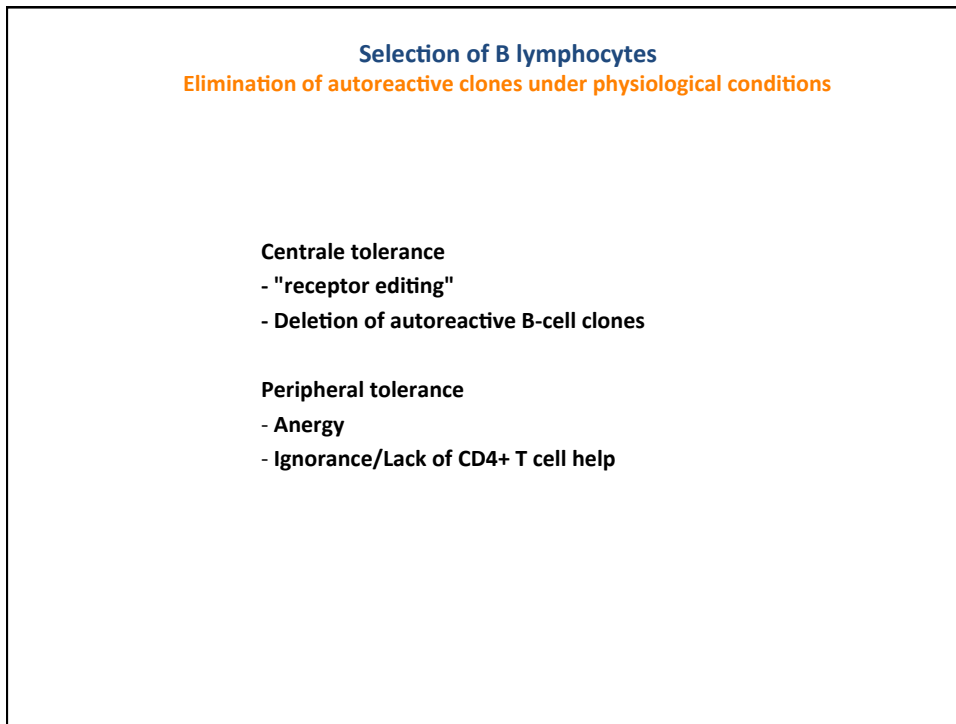 Selection of B lymphocytes
Elimination of autoreactive clones under physiological conditions
Centrale tolerance
- "receptor editing"
- Deletion of autoreactive B-cell clones
Peripheral tolerance
- Anergy
- Ignorance/Lack of CD4+ T cell help